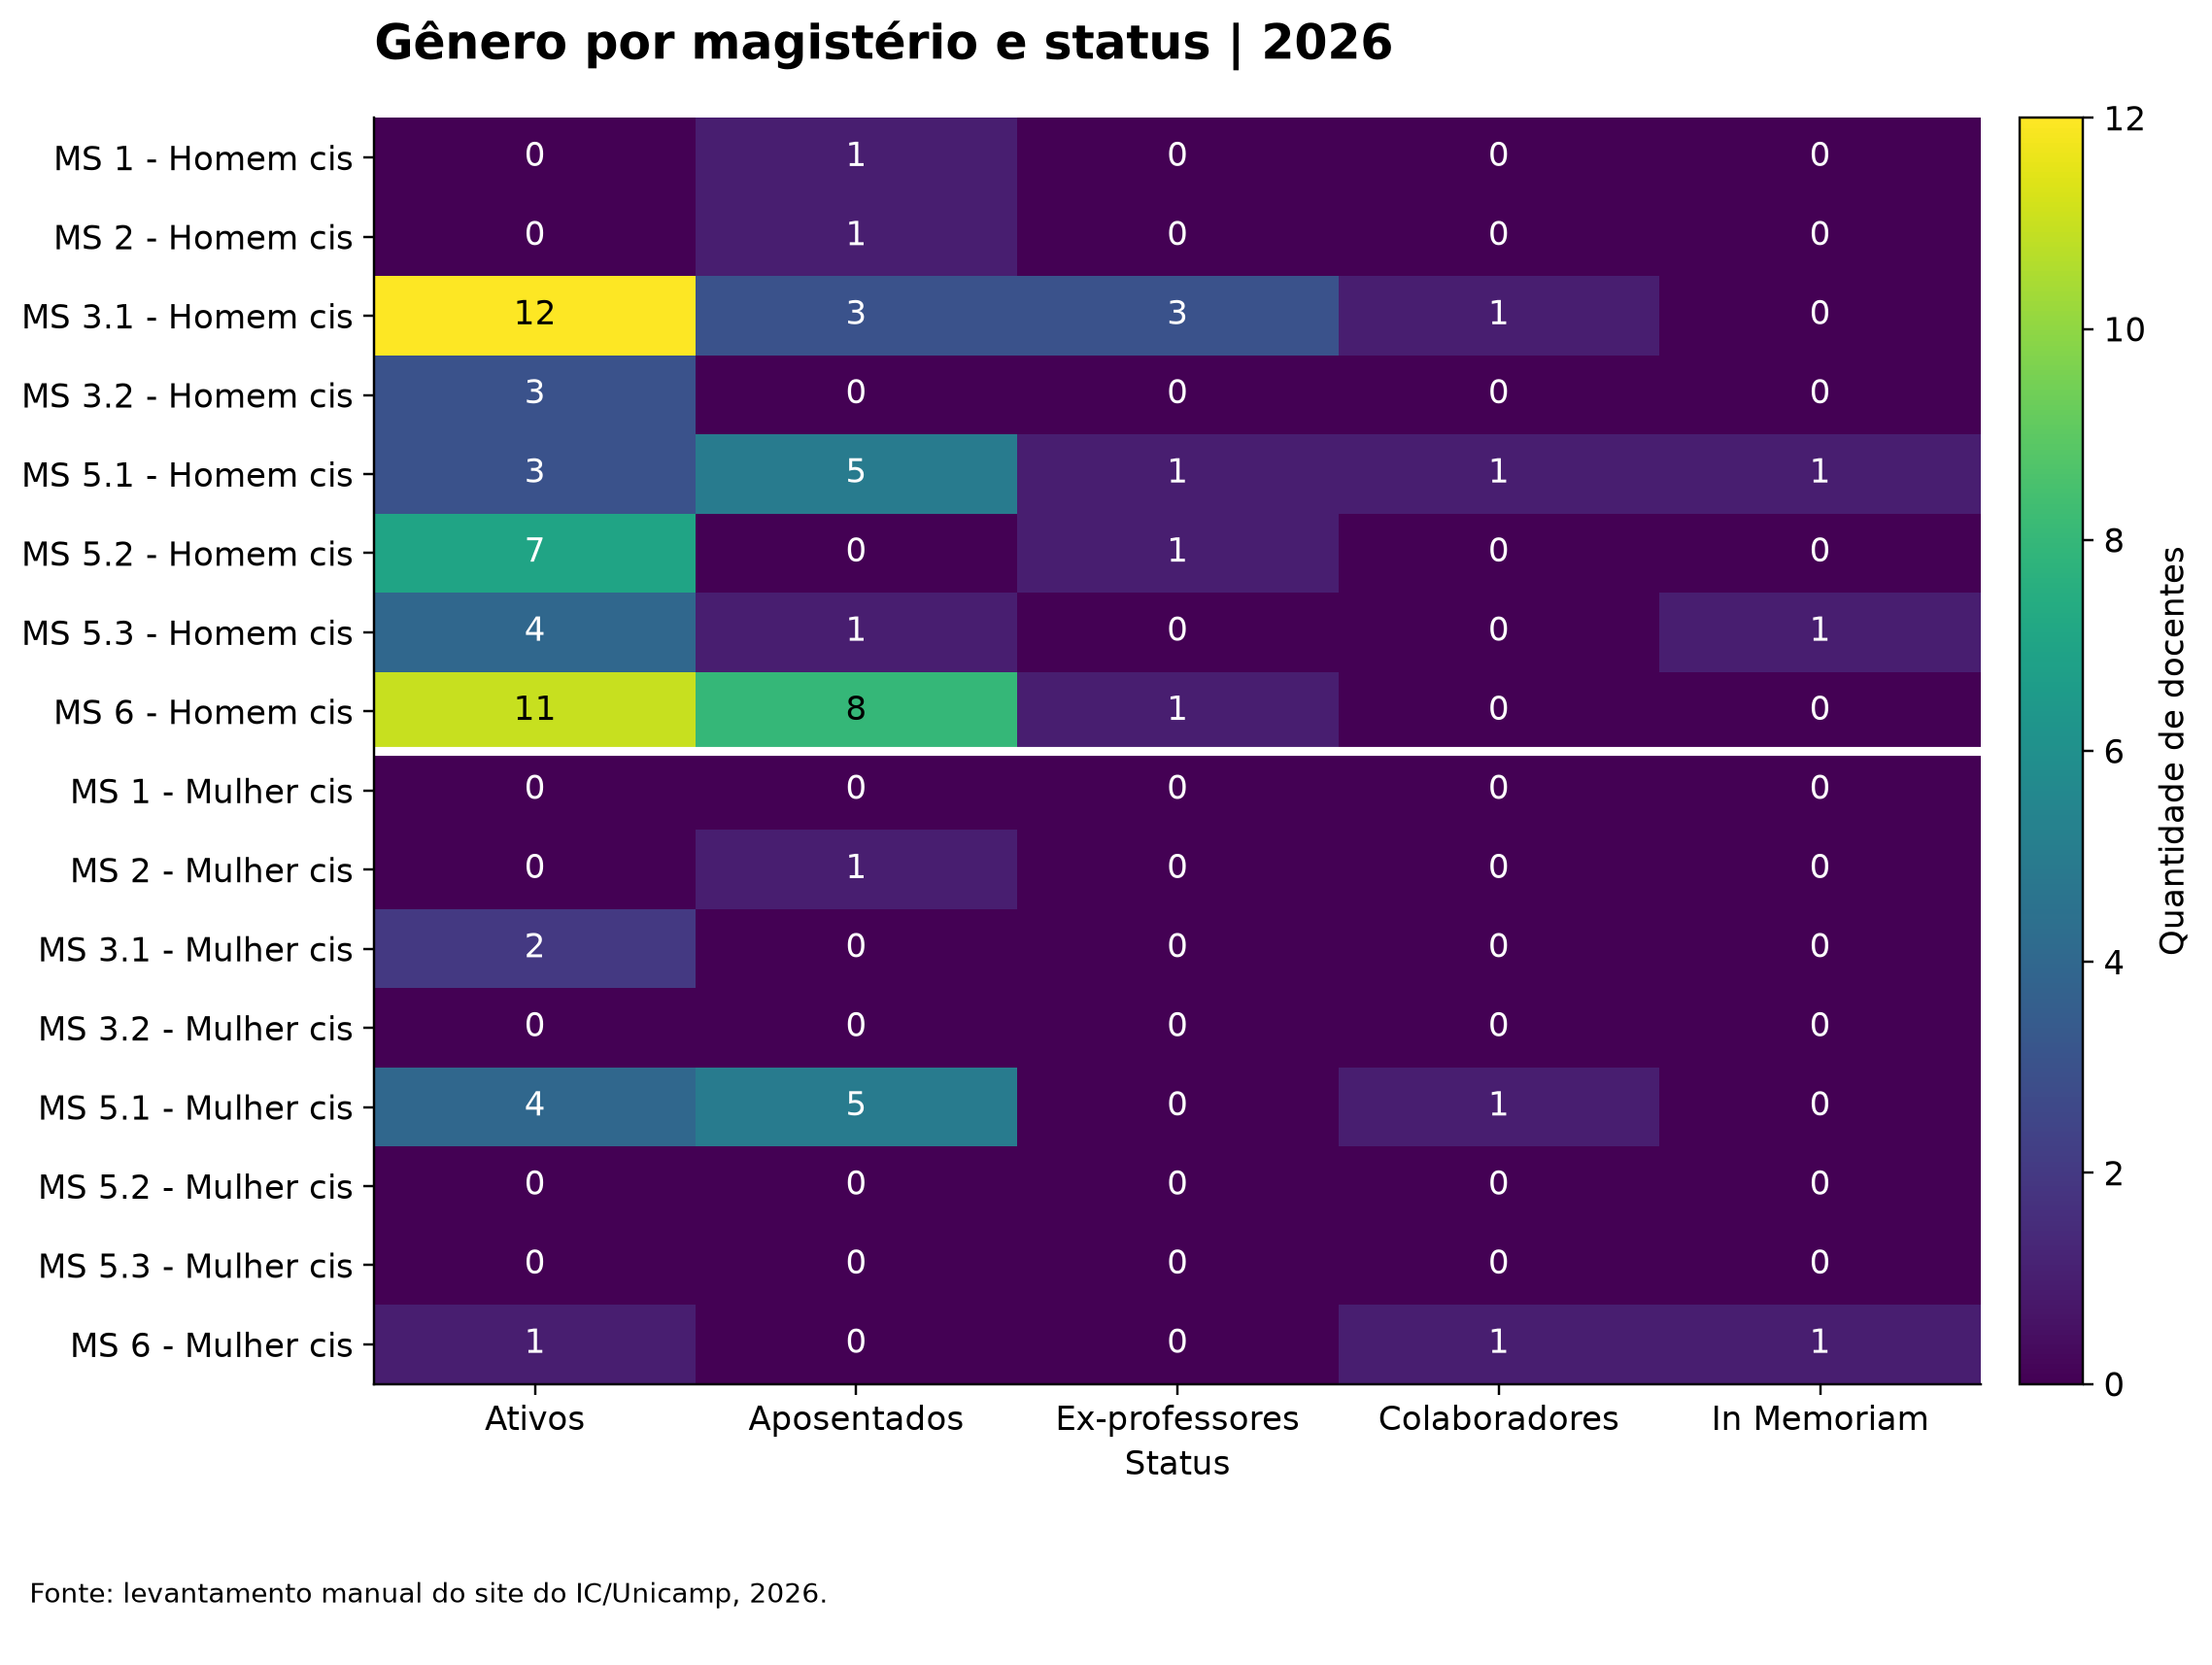 Gênero por magistério e status | 2026
MS 1 - Homem cis 0 1 0 0 0
MS 2 - Homem cis 0 1 0 0 0
MS 3.1 - Homem cis 12 3 3 1 0
MS 3.2 - Homem cis 3 0 0 0 0
MS 5.1 - Homem cis 3 5 1 1 1
MS 5.2 - Homem cis 7 0 1 0 0
MS 5.3 - Homem cis 4 1 0 0 1
MS 6 - Homem cis 11 8 1 0 0
MS 1 - Mulher cis 0 0 0 0 0
MS 2 - Mulher cis 0 1 0 0 0
MS 3.1 - Mulher cis 2 0 0 0 0
MS 3.2 - Mulher cis 0 0 0 0 0
MS 5.1 - Mulher cis 4 5 0 1 0
MS 5.2 - Mulher cis 0 0 0 0 0
MS 5.3 - Mulher cis 0 0 0 0 0
MS 6 - Mulher cis 1 0 0 1 1
Ativos Aposentados Ex-professores Colaboradores In Memoriam
Status
12
10
8
6
4
2
0
Quantidade de docentes
Fonte: levantamento manual do site do IC/Unicamp, 2026.